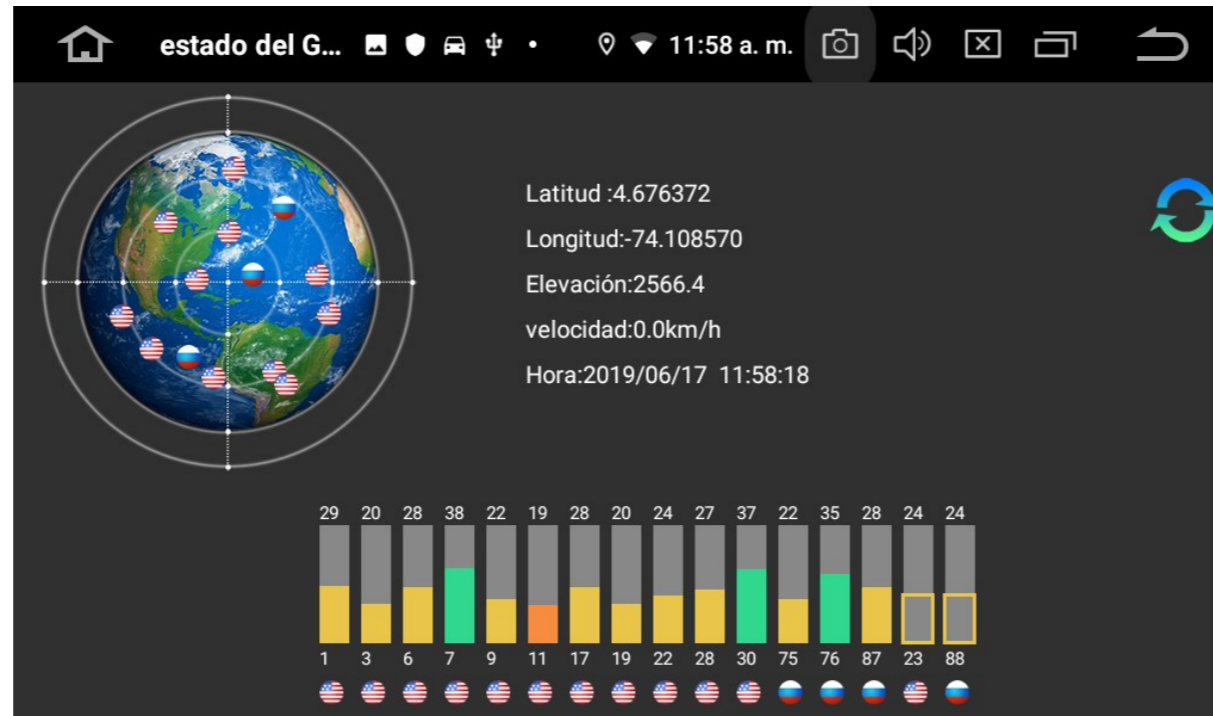 estado del G... 11:58 a. m.
Latitud :4.676372
Longitud:-74.108570
Elevación:2566.4
velocidad:0.0km/h
Hora:2019/06/17 11:58:18
29 20 28 38 22 19 28 20 24 27 37 22 35 28 24 24
1 3 6 7 9 11 17 19 22 28 30 75 76 87 23 88